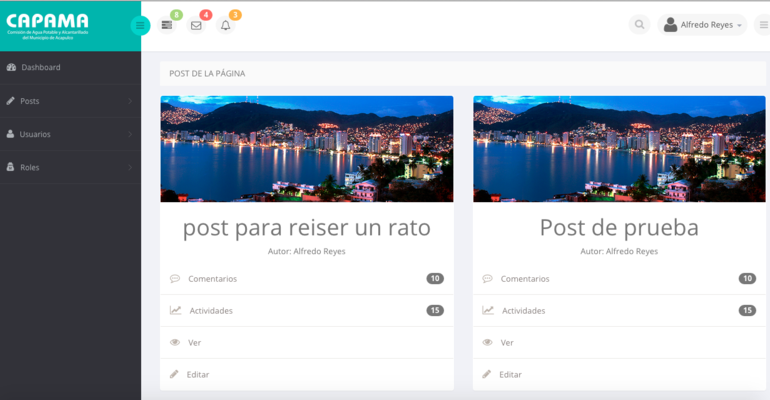 CAPAMA
Comisión de Agua Potable y Alcantarillado
del Municipio de Acapulco
8
4
3
Alfredo Reyes
Dashboard
Posts
Usuarios
Roles
POST DE LA PÁGINA
post para reiser un rato
Autor: Alfredo Reyes
Comentarios
10
Actividades
15
Ver
Editar
Post de prueba
Autor: Alfredo Reyes
Comentarios
10
Actividades
15
Ver
Editar